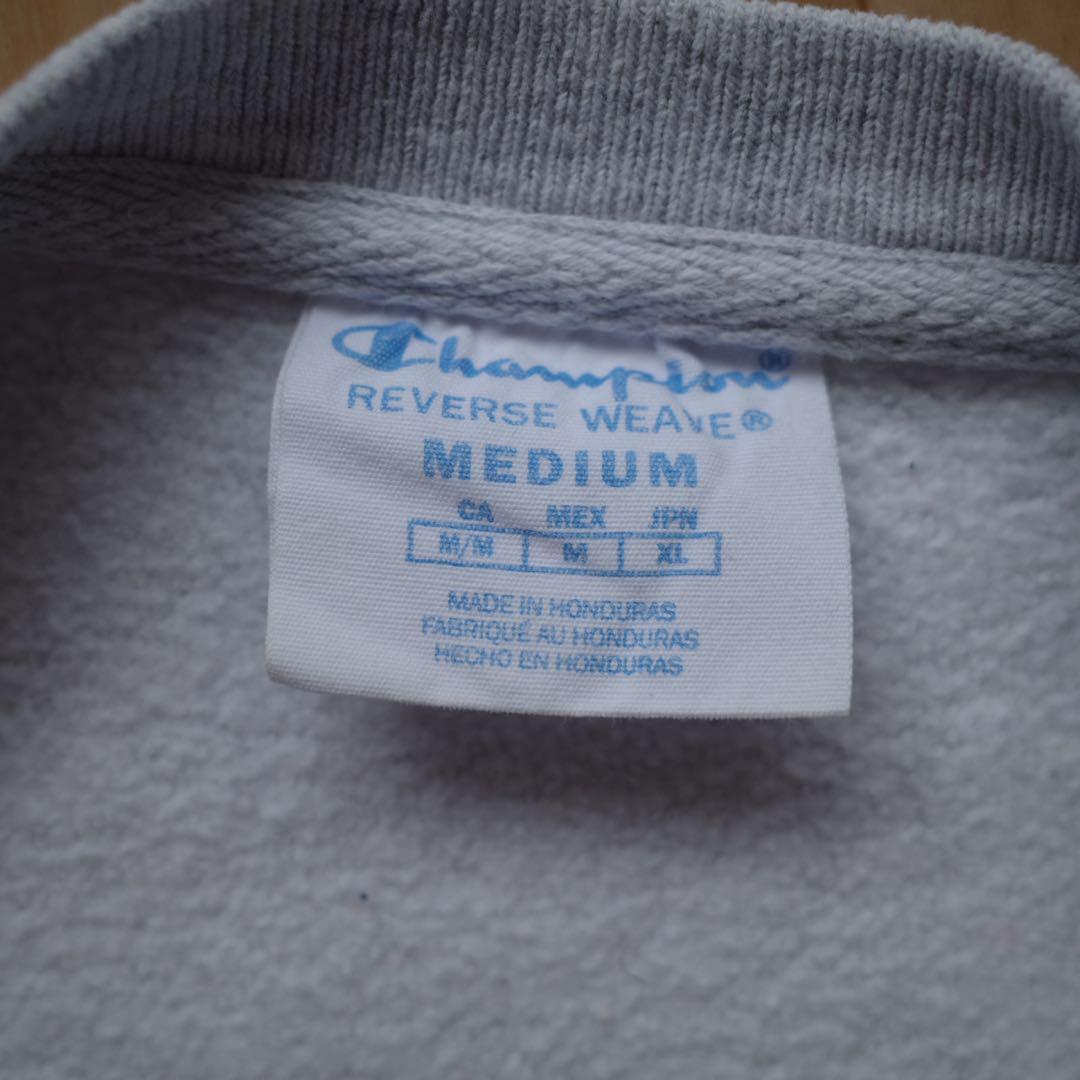 Champion®
REVERSE WEAVE®
MEDIUM
CA MEX JPN
M/M M XL
MADE IN HONDURAS
FABRIQUÉ AU HONDURAS
HECHO EN HONDURAS